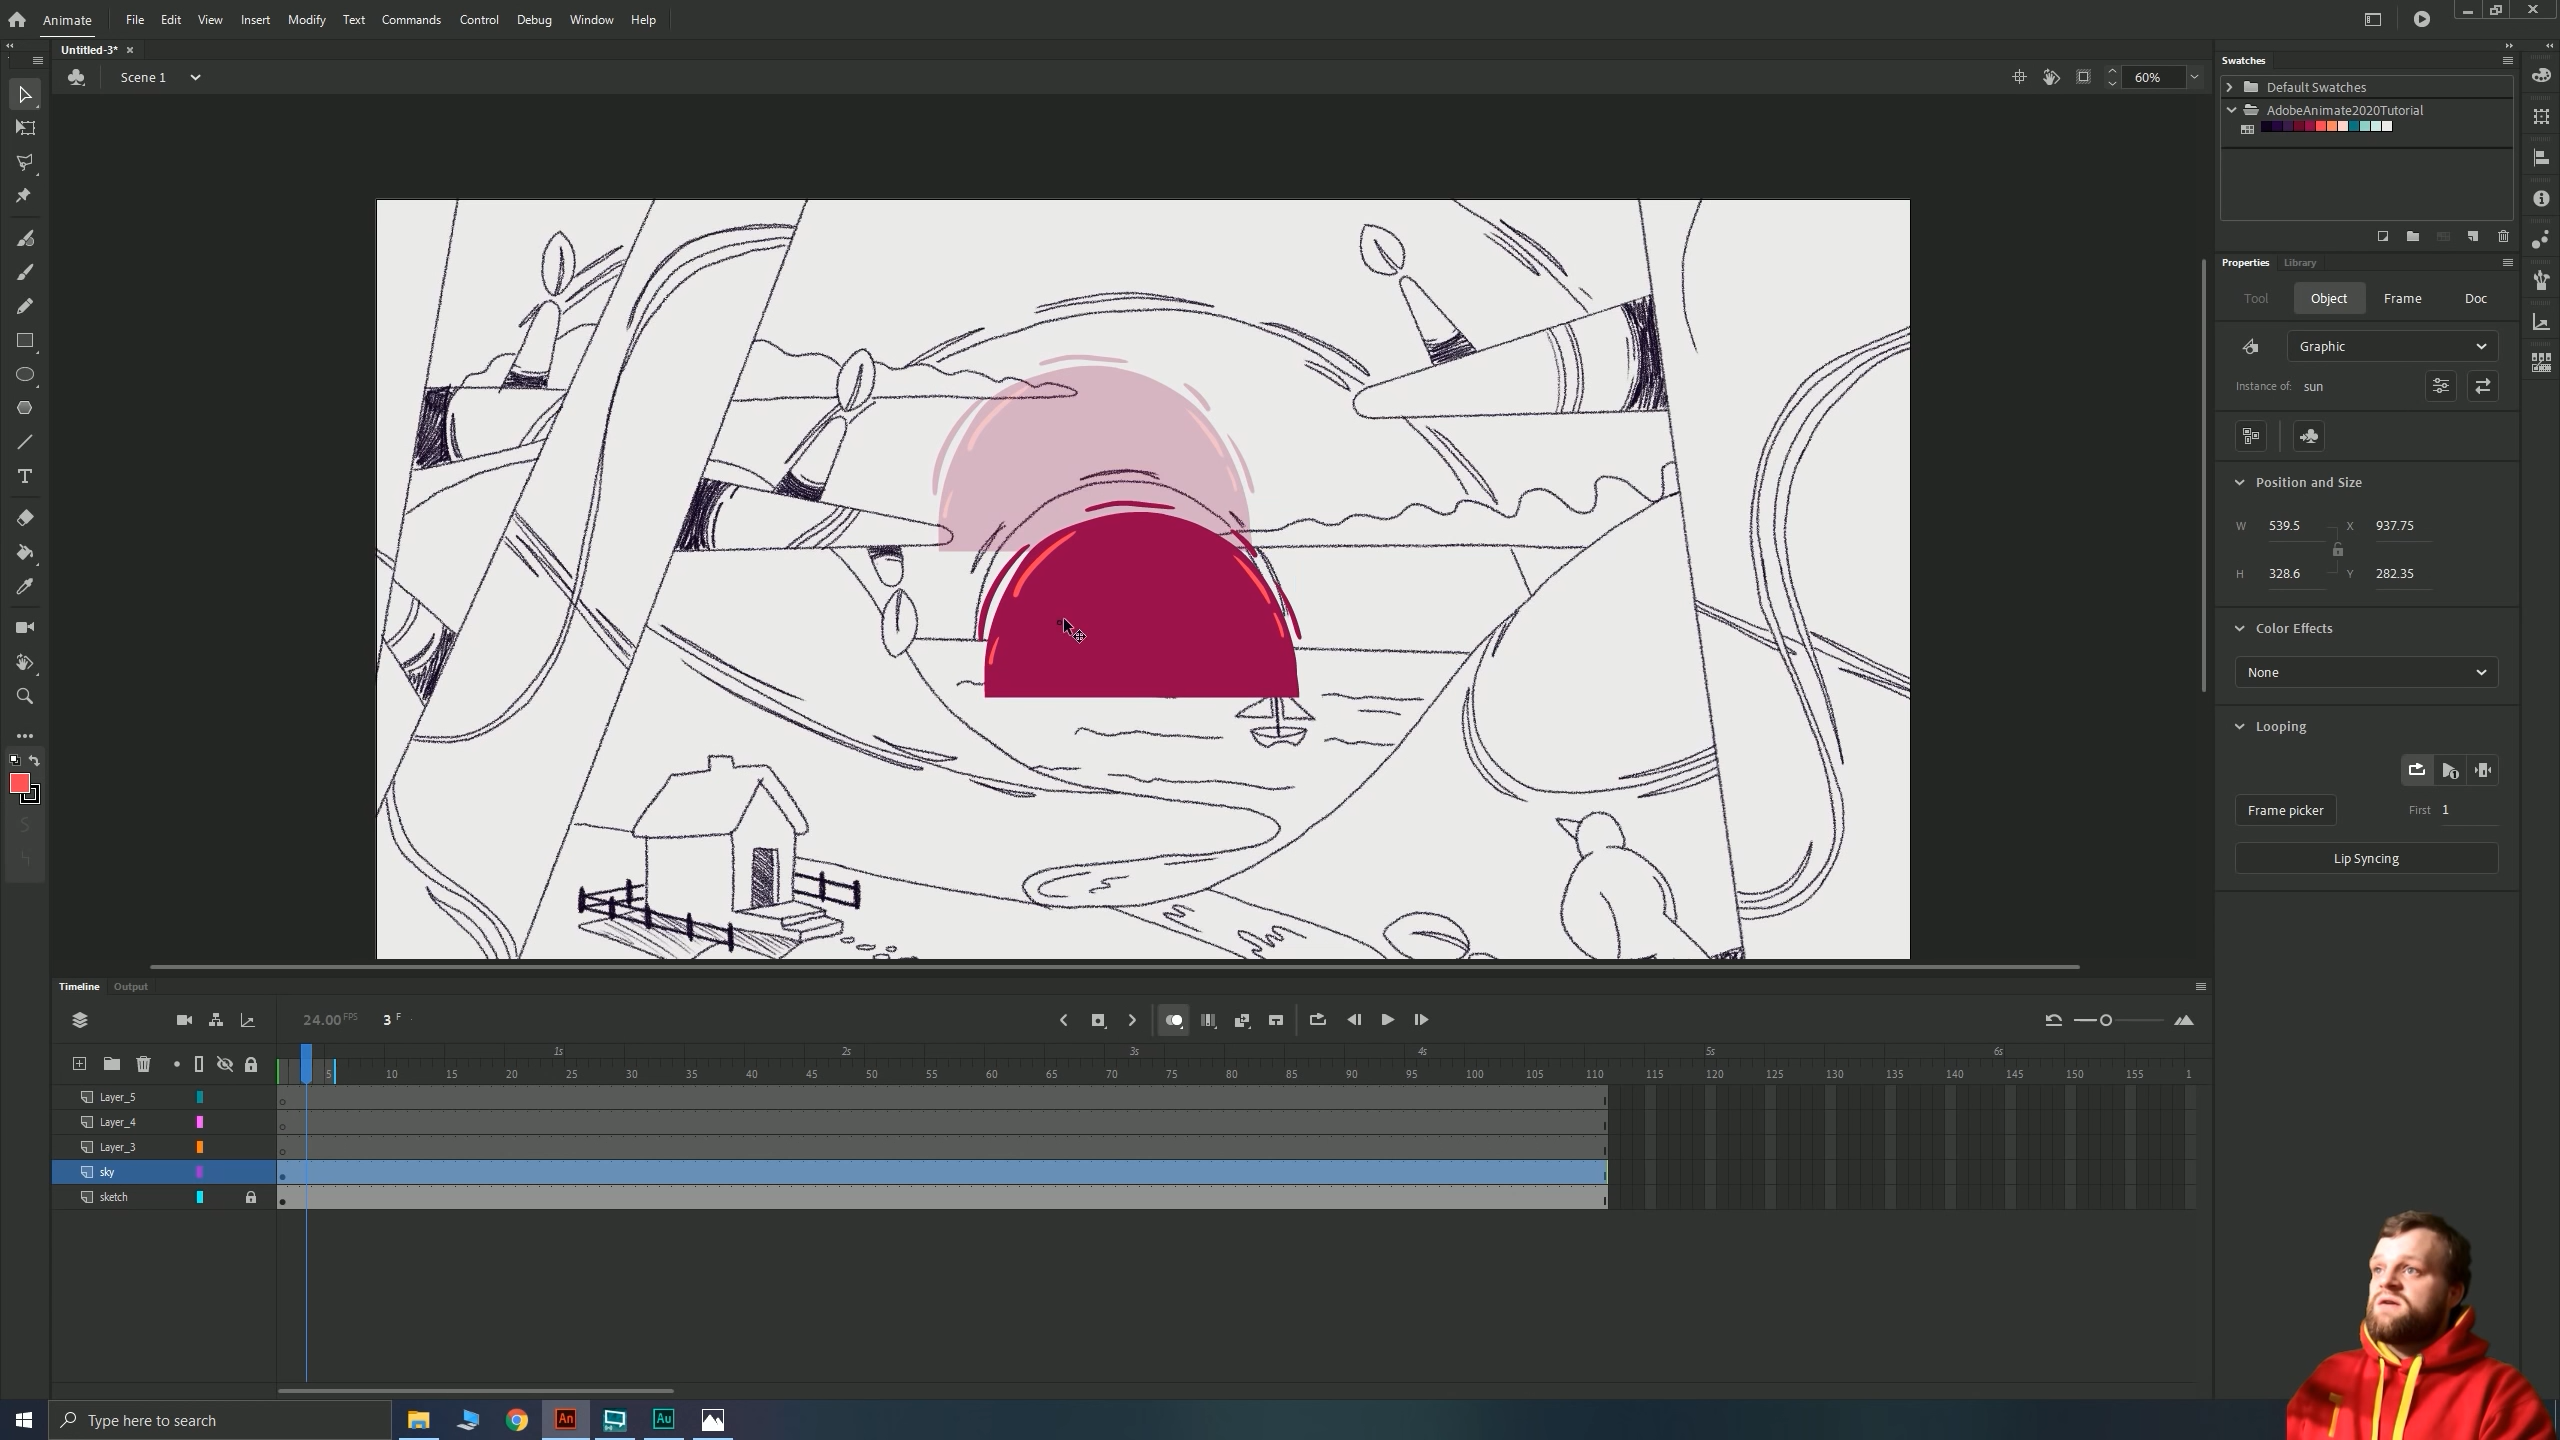 Animate File Edit View Insert Modify Text Commands Control Debug Window Help
Untitled-3*
Scene 1
60%
Swatches
Default Swatches
AdobeAnimate2020Tutorial
Properties Library
Tool Object Frame Doc
Graphic
Instance of: sun
Position and Size
W 539.5 X 937.75
H 328.6 Y 282.35
Color Effects
None
Looping
Frame picker First 1
Lip Syncing
Timeline Output
24.00 FPS 3 F
1s 2s 3s 4s 5s 6s
5 10 15 20 25 30 35 40 45 50 55 60 65 70 75 80 85 90 95 100 105 110 115 120 125 130 135 140 145 150 155 1
Layer_5
Layer_4
Layer_3
sky
sketch
Type here to search
An
Au